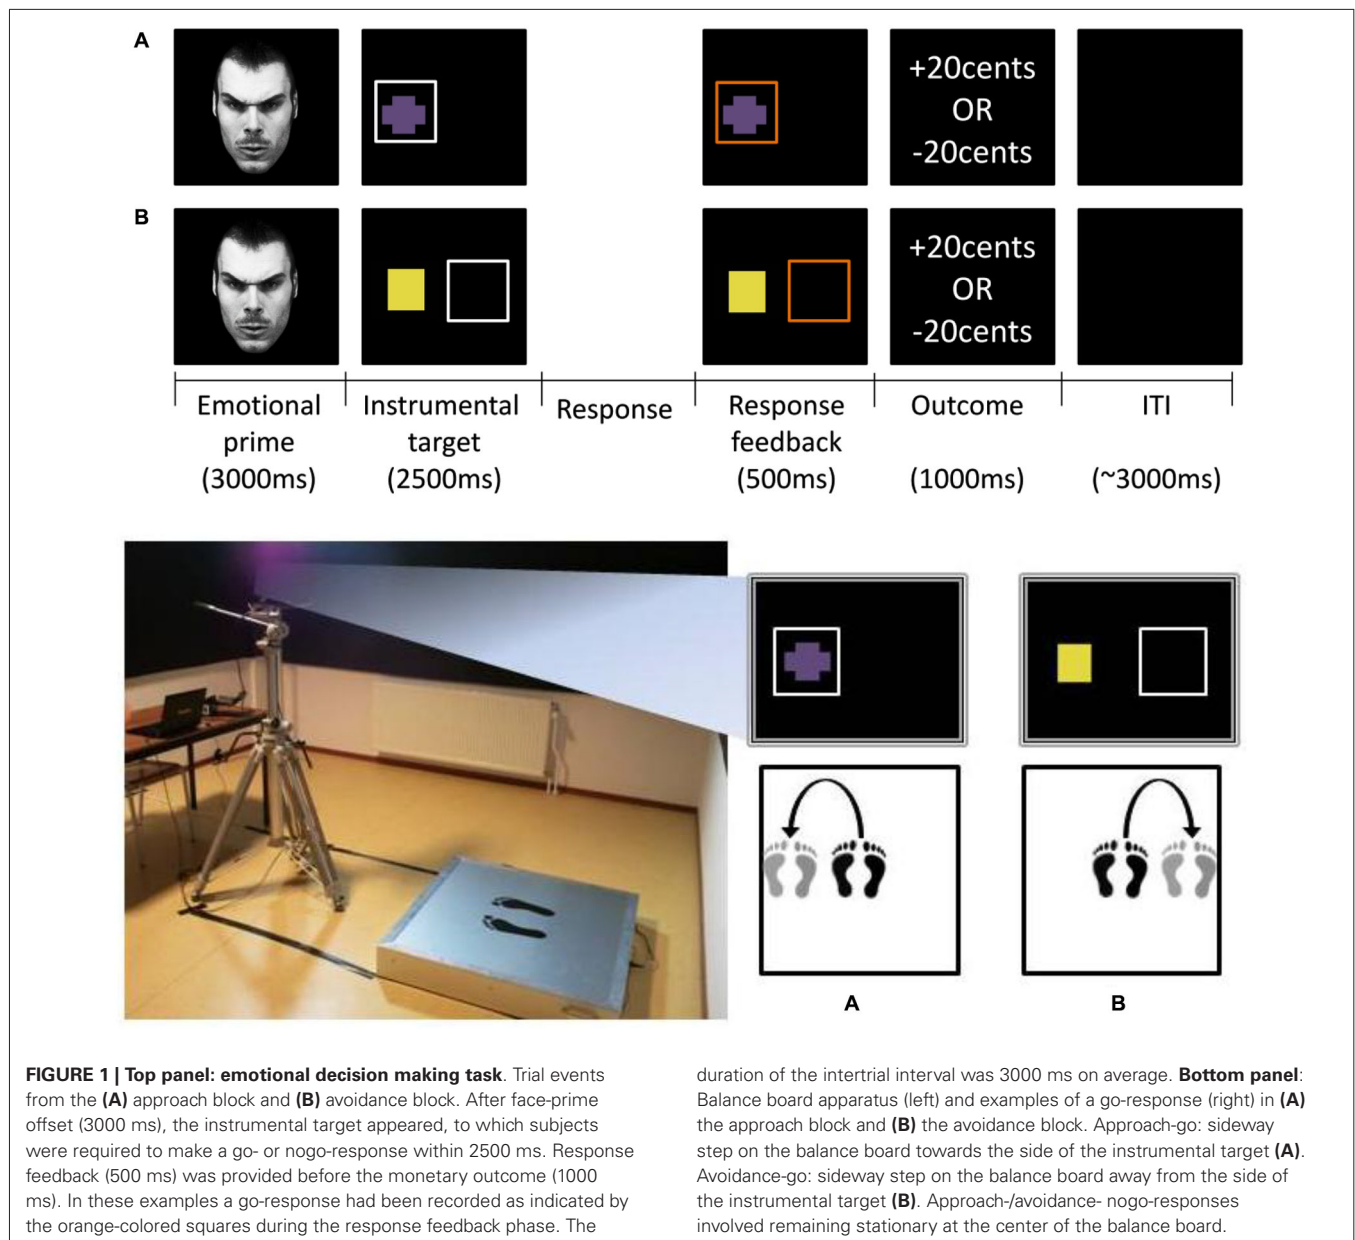 A
+20cents
OR
-20cents
B
+20cents
OR
-20cents
Emotional
prime
(3000ms)
Instrumental
target
(2500ms)
Response
Response
feedback
(500ms)
Outcome
(1000ms)
ITI
(~3000ms)
A
B
FIGURE 1 | Top panel: emotional decision making task. Trial events
from the (A) approach block and (B) avoidance block. After face-prime
offset (3000 ms), the instrumental target appeared, to which subjects
were required to make a go- or nogo-response within 2500 ms. Response
feedback (500 ms) was provided before the monetary outcome (1000
ms). In these examples a go-response had been recorded as indicated by
the orange-colored squares during the response feedback phase. The
duration of the intertrial interval was 3000 ms on average. Bottom panel:
Balance board apparatus (left) and examples of a go-response (right) in (A)
the approach block and (B) the avoidance block. Approach-go: sideway
step on the balance board towards the side of the instrumental target (A).
Avoidance-go: sideway step on the balance board away from the side of
the instrumental target (B). Approach-/avoidance- nogo-responses
involved remaining stationary at the center of the balance board.